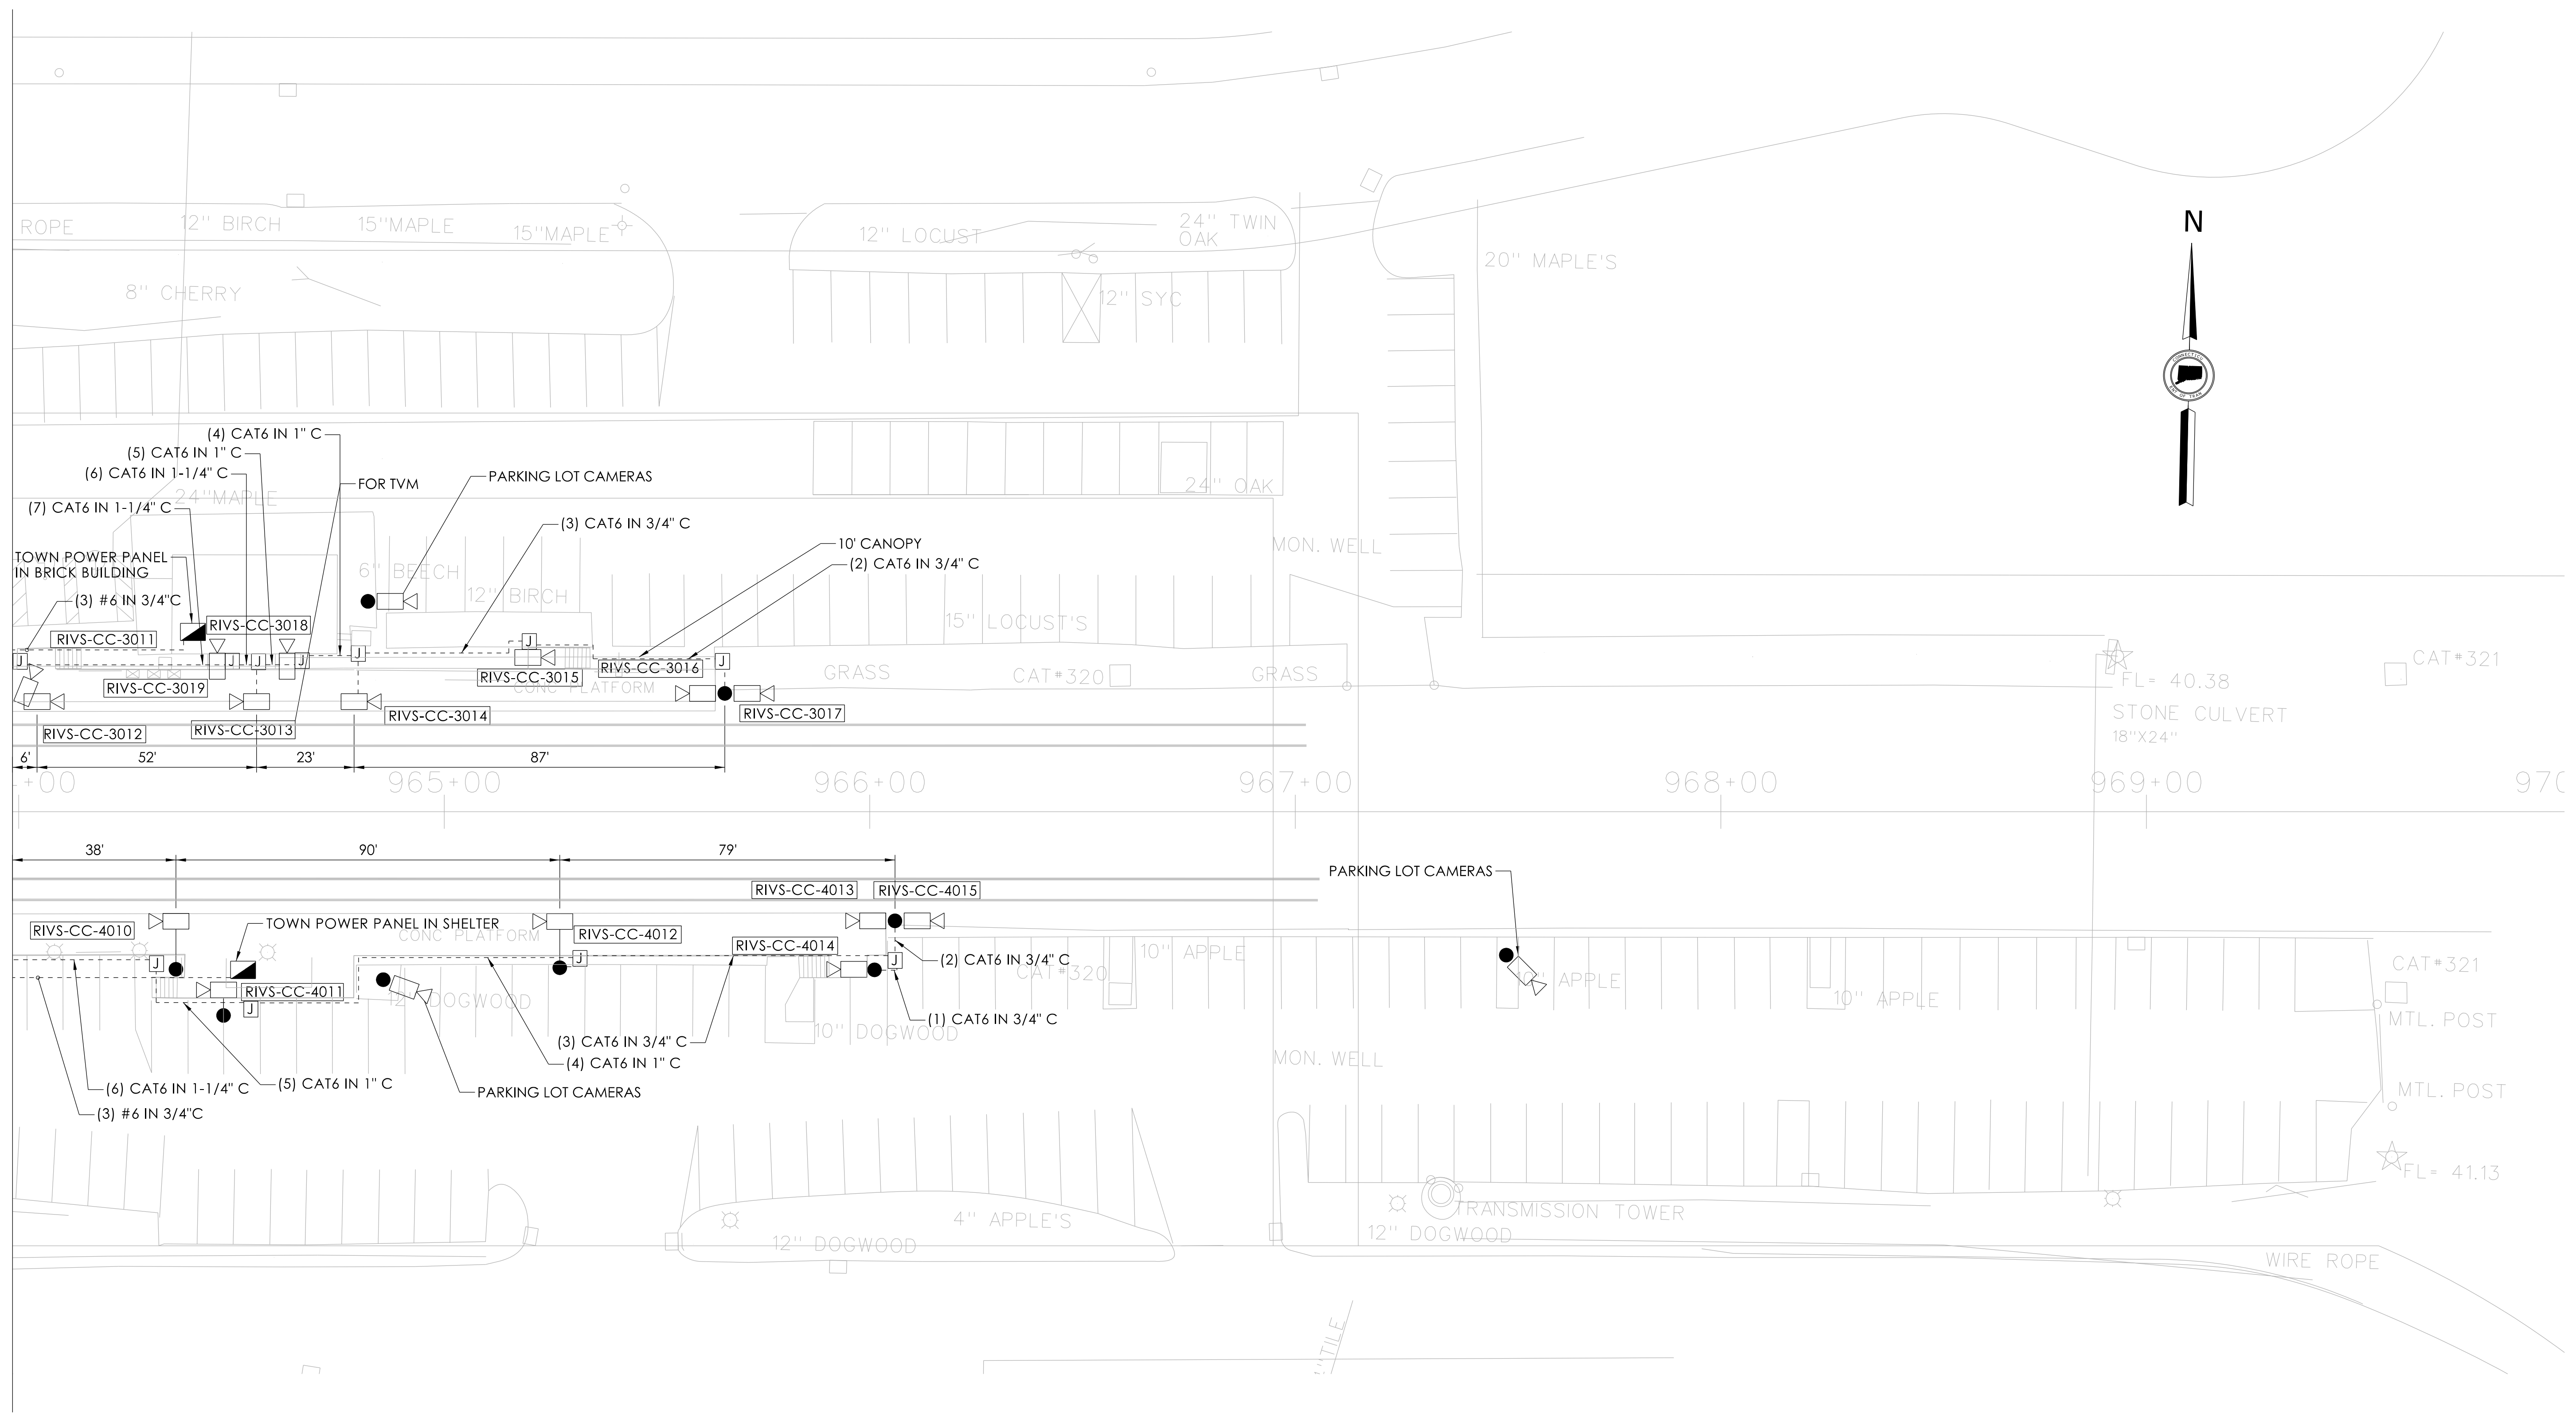 N
ROPE
12" BIRCH
15"MAPLE
15"MAPLE
12" LOCUST
24" TWIN
OAK
20" MAPLE'S
8" CHERRY
12" SYC
(4) CAT6 IN 1" C
(5) CAT6 IN 1" C
(6) CAT6 IN 1-1/4" C
PARKING LOT CAMERAS
FOR TVM
24"MAPLE
24" OAK
(7) CAT6 IN 1-1/4" C
(3) CAT6 IN 3/4" C
10' CANOPY
MON. WELL
TOWN POWER PANEL
IN BRICK BUILDING
(2) CAT6 IN 3/4" C
6" BEECH
12" BIRCH
(3) #6 IN 3/4"C
RIVS-CC-3018
15" LOCUST'S
RIVS-CC-3011
J
J
J
J
J
J
J
RIVS-CC-3016
GRASS
CAT#320
GRASS
CAT#321
RIVS-CC-3015
FL= 40.38
RIVS-CC-3019
CONC PLATFORM
RIVS-CC-3014
RIVS-CC-3017
STONE CULVERT
18"X24"
RIVS-CC-3013
RIVS-CC-3012
6'
52'
23'
87'
+00
965+00
966+00
967+00
968+00
969+00
970
38'
90'
79'
PARKING LOT CAMERAS
RIVS-CC-4013
RIVS-CC-4015
TOWN POWER PANEL IN SHELTER
RIVS-CC-4010
CONC PLATFORM
RIVS-CC-4012
RIVS-CC-4014
10" APPLE
J
J
J
(2) CAT6 IN 3/4" C
CAT#321
CAT#320
10" APPLE
RIVS-CC-4011
12" DOGWOOD
10" APPLE
J
(1) CAT6 IN 3/4" C
MTL. POST
10" DOGWOOD
(3) CAT6 IN 3/4" C
(4) CAT6 IN 1" C
MON. WELL
(6) CAT6 IN 1-1/4" C
(5) CAT6 IN 1" C
PARKING LOT CAMERAS
MTL. POST
(3) #6 IN 3/4"C
FL= 41.13
4" APPLE'S
TRANSMISSION TOWER
12" DOGWOOD
12" DOGWOOD
WIRE ROPE
"TILE